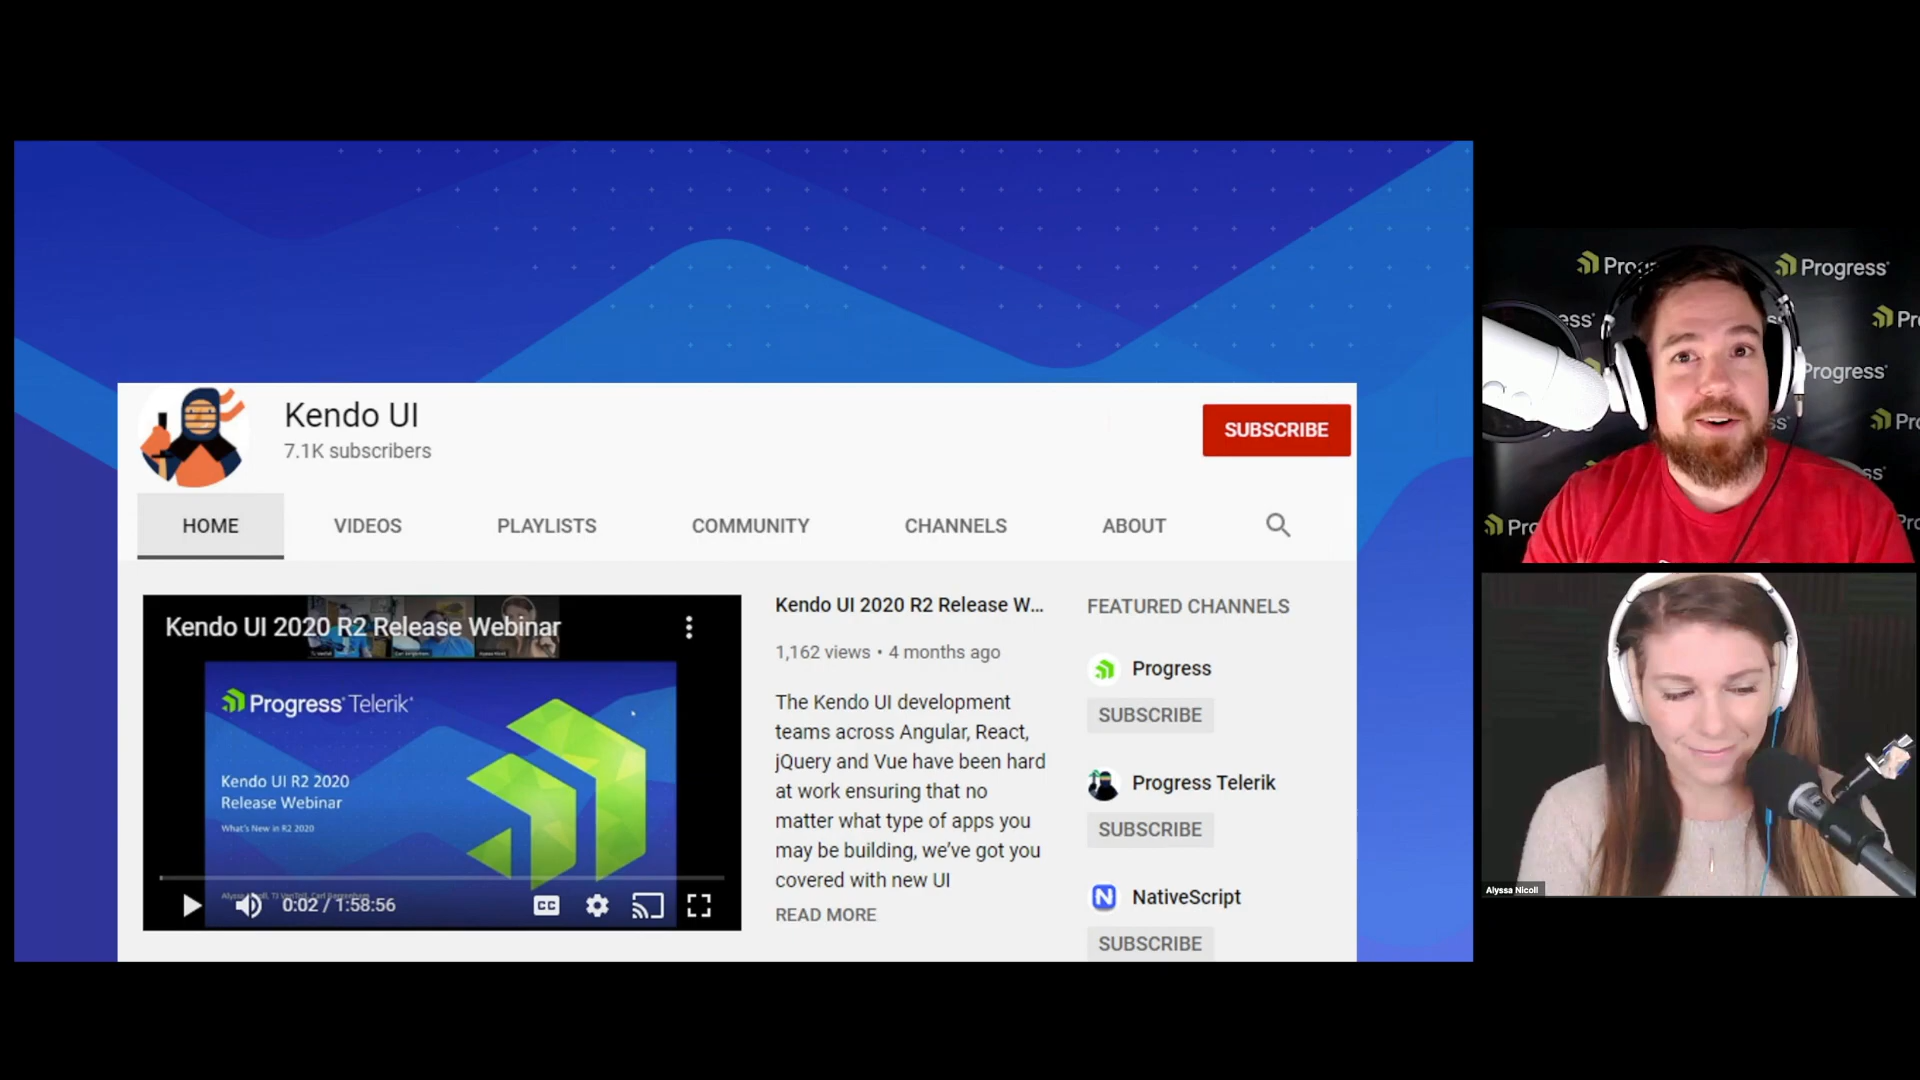 Kendo UI
7.1K subscribers
SUBSCRIBE
HOME
VIDEOS
PLAYLISTS
COMMUNITY
CHANNELS
ABOUT
Kendo UI 2020 R2 Release Webinar
Progress Telerik
Kendo UI R2 2020
Release Webinar
What's New in R2 2020
0:02 / 1:58:56
CC
Kendo UI 2020 R2 Release W...
1,162 views • 4 months ago
The Kendo UI development
teams across Angular, React,
jQuery and Vue have been hard
at work ensuring that no
matter what type of apps you
may be building, we've got you
covered with new UI
READ MORE
FEATURED CHANNELS
Progress
SUBSCRIBE
Progress Telerik
SUBSCRIBE
N
NativeScript
SUBSCRIBE
Progress
Progress
Alyssa Nicoll